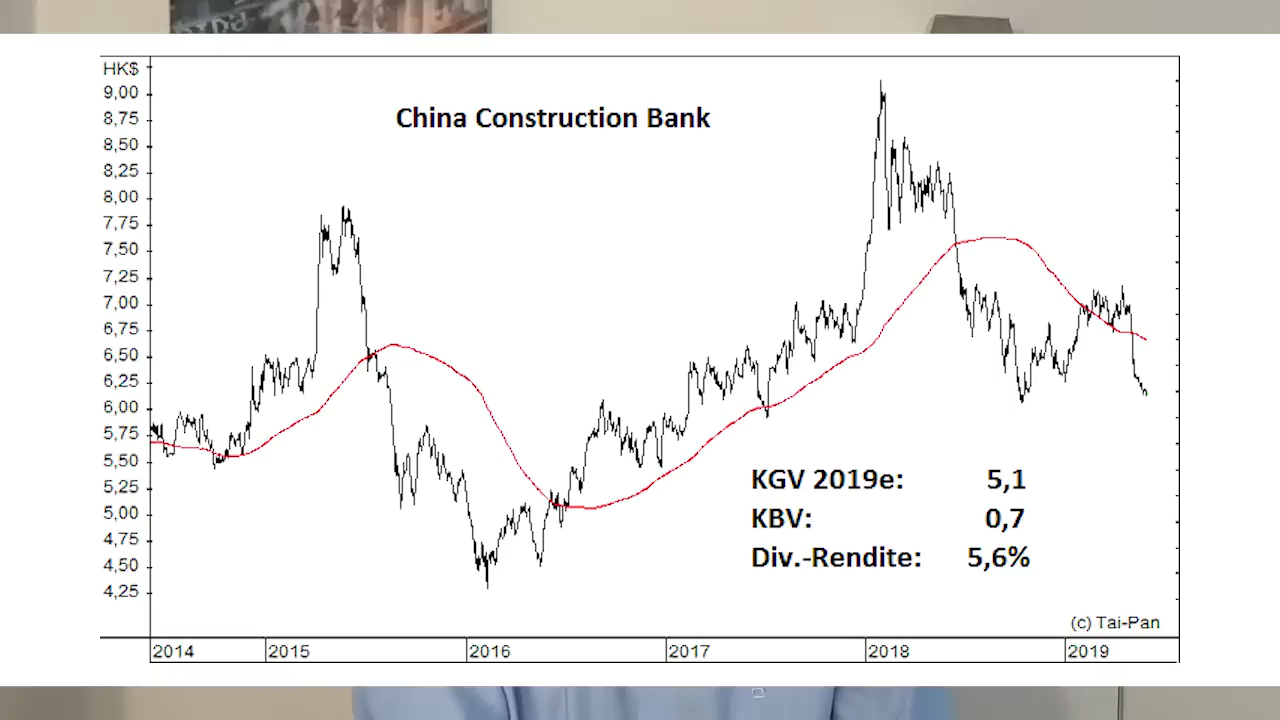 HK$
9,00
8,75
8,50
8,25
8,00
7,75
7,50
7,25
7,00
6,75
6,50
6,25
6,00
5,75
5,50
5,25
5,00
4,75
4,50
4,25
China Construction Bank
KGV 2019e: 5,1
KBV: 0,7
Div.-Rendite: 5,6%
(c) Tai-Pan
2014 2015 2016 2017 2018 2019